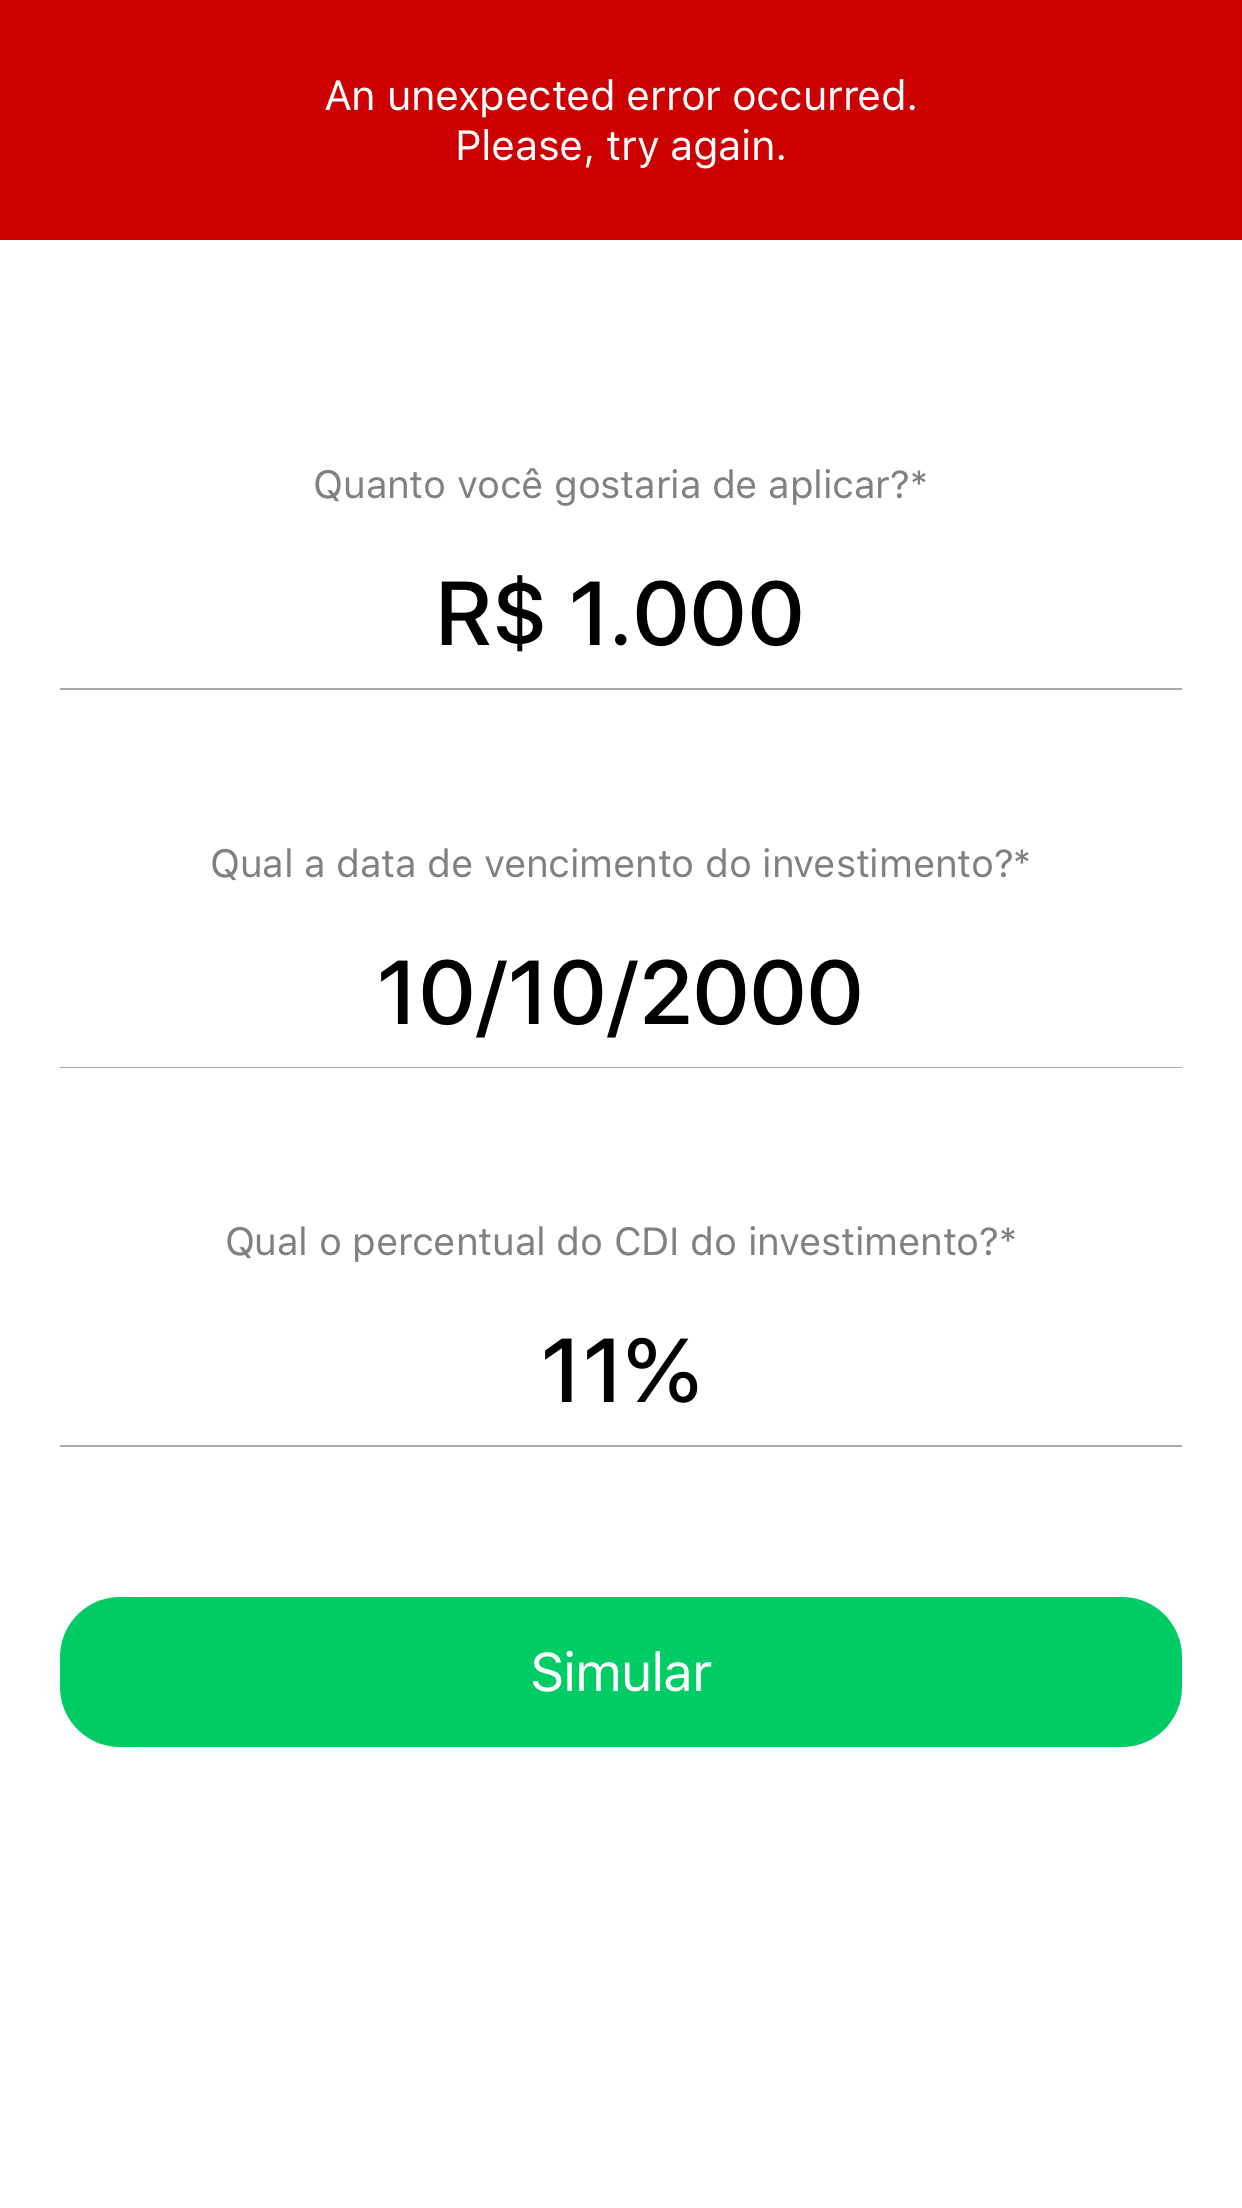 An unexpected error occurred.
Please, try again.
Quanto você gostaria de aplicar?*
R$ 1.000
Qual a data de vencimento do investimento?*
10/10/2000
Qual o percentual do CDI do investimento?*
11%
Simular